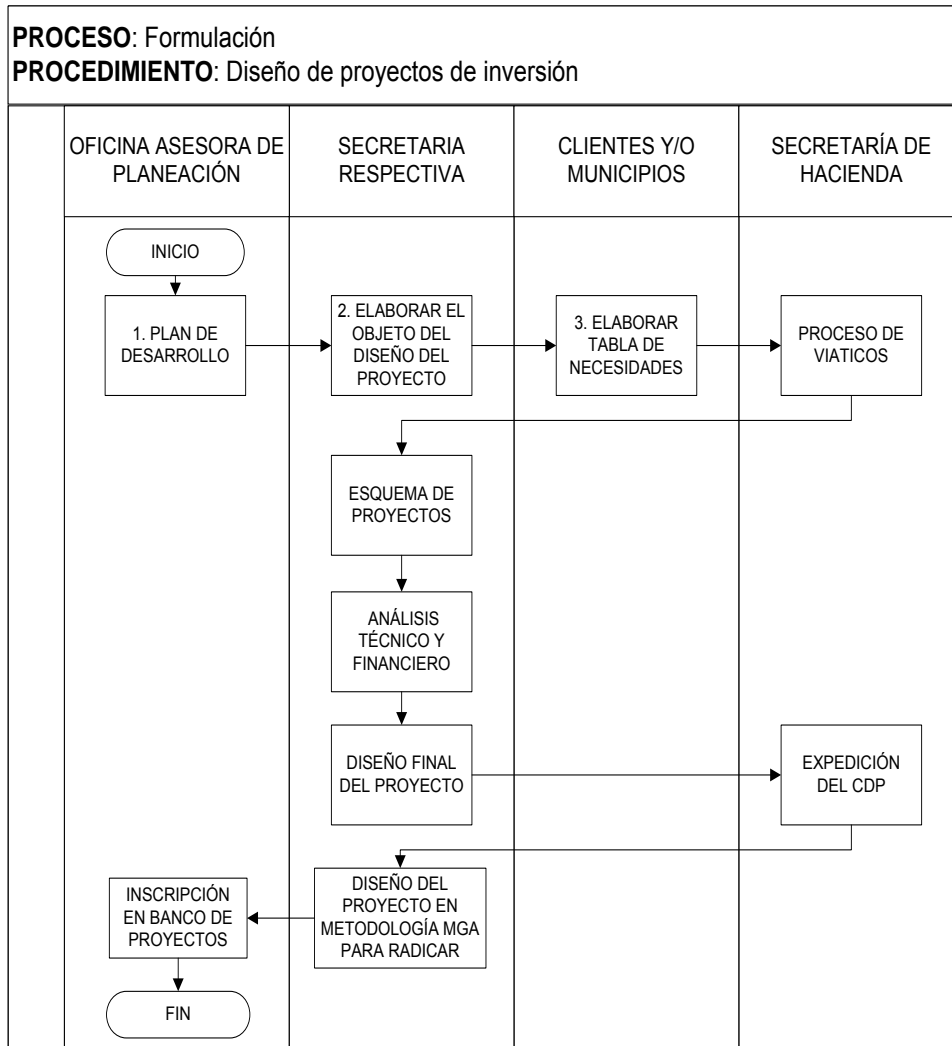 PROCESO: Formulación
PROCEDIMIENTO: Diseño de proyectos de inversión
OFICINA ASESORA DE
PLANEACIÓN
SECRETARIA
RESPECTIVA
CLIENTES Y/O
MUNICIPIOS
SECRETARÍA DE
HACIENDA
INICIO
1. PLAN DE
DESARROLLO
2. ELABORAR EL
OBJETO DEL
DISEÑO DEL
PROYECTO
3. ELABORAR
TABLA DE
NECESIDADES
PROCESO DE
VIATICOS
ESQUEMA DE
PROYECTOS
ANÁLISIS
TÉCNICO Y
FINANCIERO
DISEÑO FINAL
DEL PROYECTO
EXPEDICIÓN
DEL CDP
DISEÑO DEL
PROYECTO EN
METODOLOGÍA MGA
PARA RADICAR
INSCRIPCIÓN
EN BANCO DE
PROYECTOS
FIN